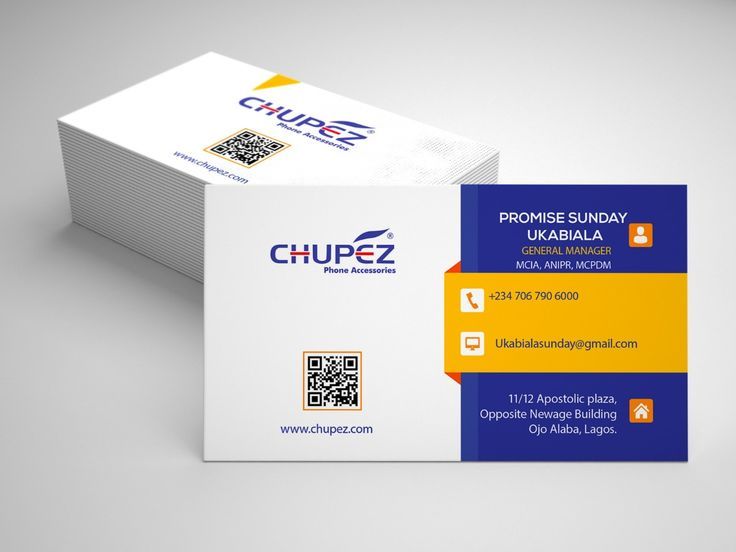 CHUPEZ®
Phone Accessories
www.chupez.com
CHUPEZ®
Phone Accessories
www.chupez.com
PROMISE SUNDAY
UKABIALA
GENERAL MANAGER
MCIA, ANIPR, MCPDM
+234 706 790 6000
Ukabialasunday@gmail.com
11/12 Apostolic plaza,
Opposite Newage Building
Ojo Alaba, Lagos.